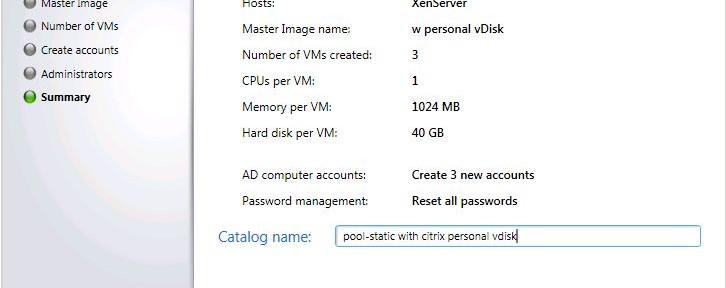 Master Image
Number of VMs
Create accounts
Administrators
Summary
Hosts: XenServer
Master Image name: w personal vDisk
Number of VMs created: 3
CPUs per VM: 1
Memory per VM: 1024 MB
Hard disk per VM: 40 GB
AD computer accounts: Create 3 new accounts
Password management: Reset all passwords
Catalog name: pool-static with citrix personal vdisk